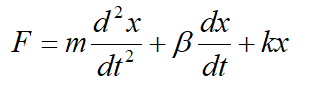 F = m d²x/dt² + β dx/dt + kx